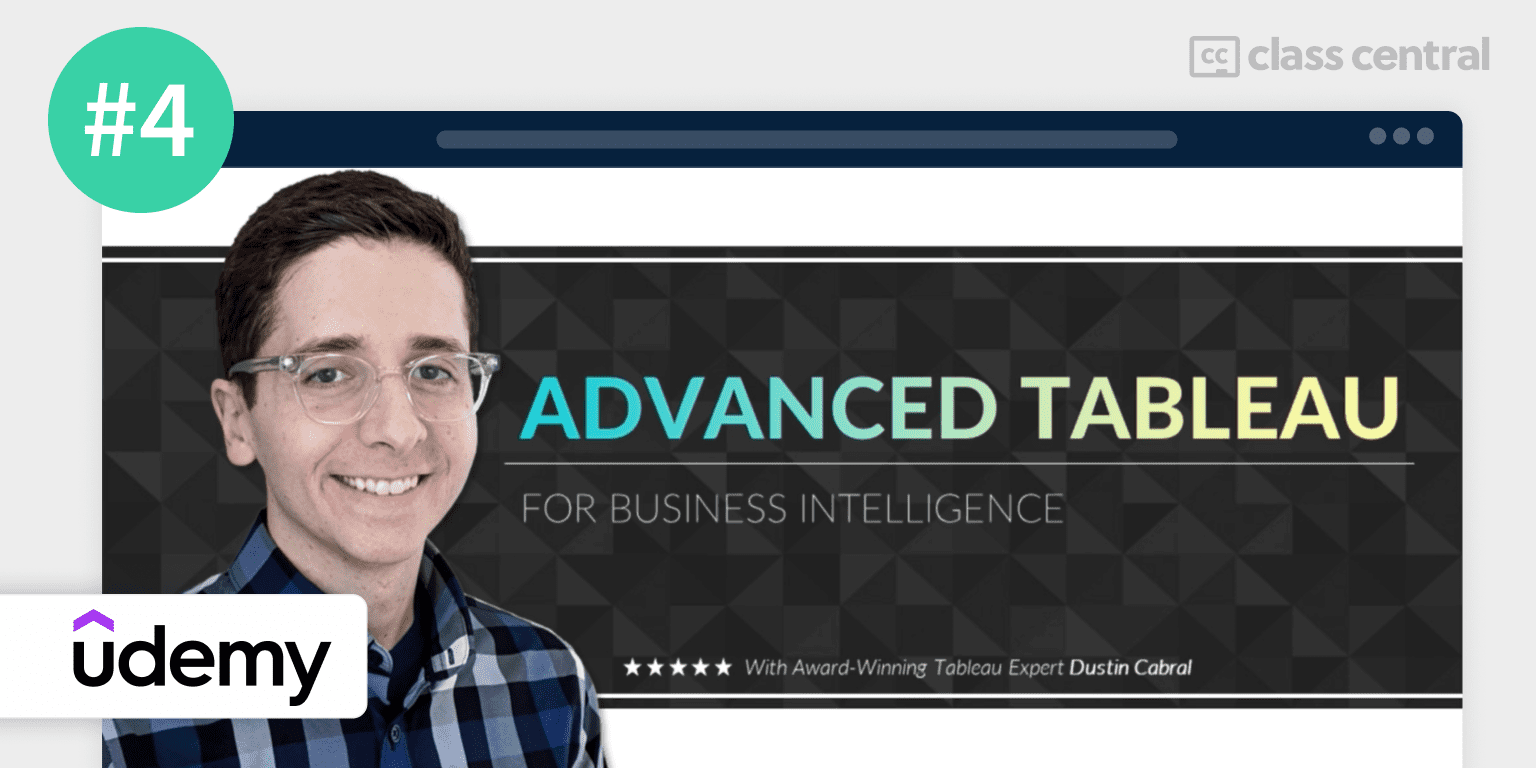 #4
cc class central
ADVANCED TABLEAU
FOR BUSINESS INTELLIGENCE
★★★★★ With Award-Winning Tableau Expert Dustin Cabral
udemy